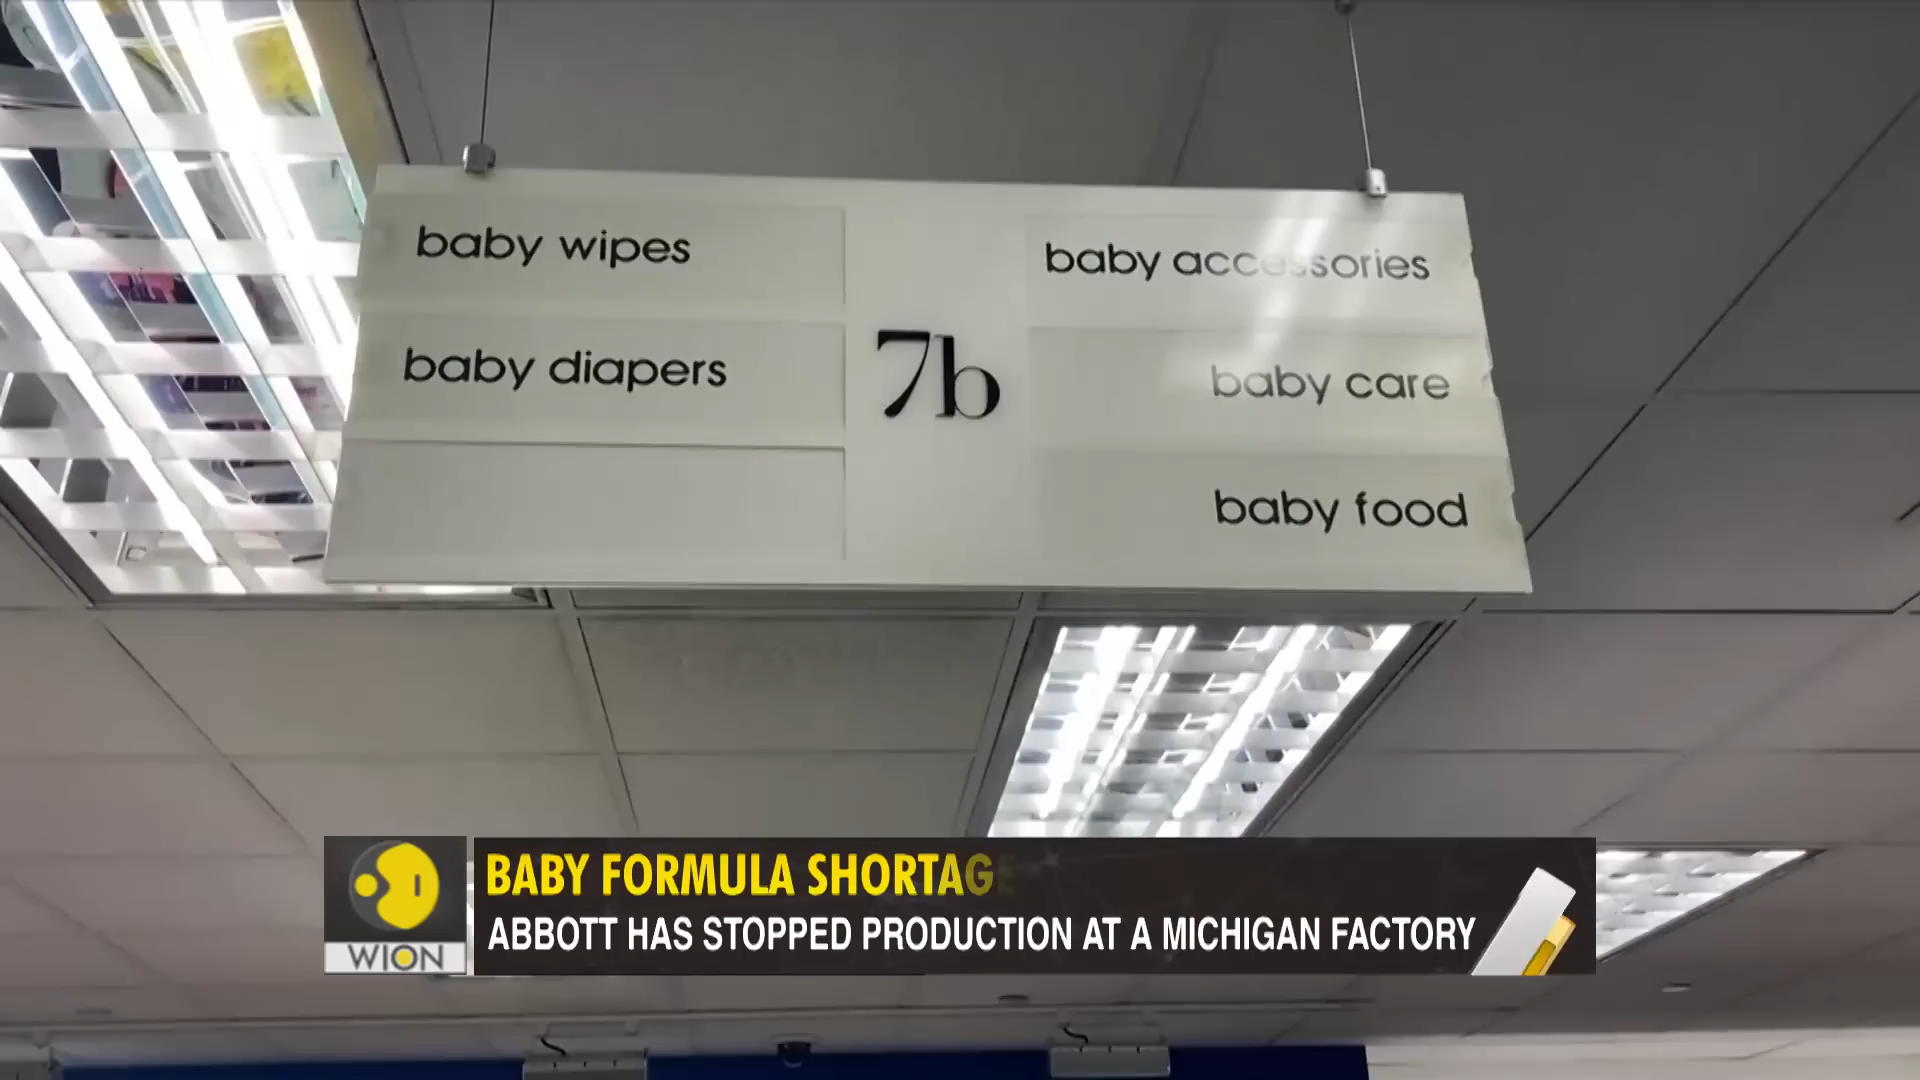 baby wipes
baby diapers
7b
baby accessories
baby care
baby food
BABY FORMULA SHORTAGE
ABBOTT HAS STOPPED PRODUCTION AT A MICHIGAN FACTORY
WION